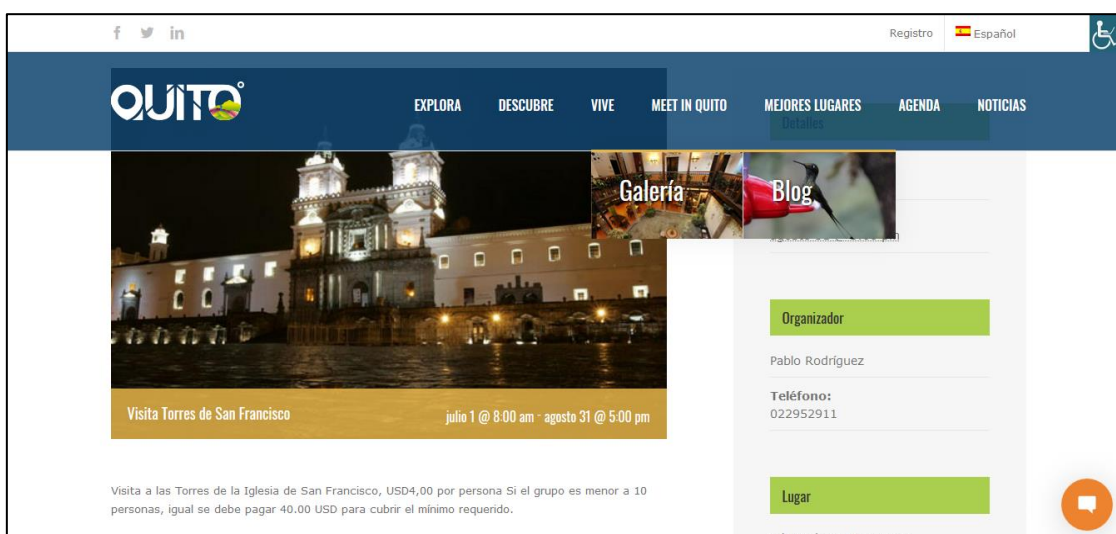 Registro
Español
QUITO
EXPLORA DESCUBRE VIVE MEET IN QUITO MEJORES LUGARES AGENDA NOTICIAS
Detalles
Galería
Blog
Organizador
Pablo Rodríguez
Teléfono:
022952911
Visita Torres de San Francisco
julio 1 @ 8:00 am - agosto 31 @ 5:00 pm
Visita a las Torres de la Iglesia de San Francisco, USD4,00 por persona Si el grupo es menor a 10
personas, igual se debe pagar 40.00 USD para cubrir el mínimo requerido.
Lugar